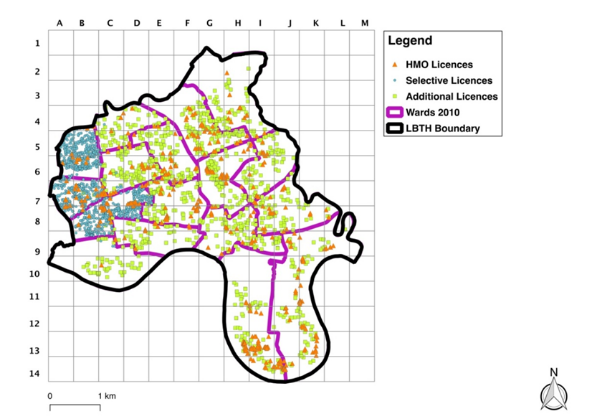 A B C D E F G H I J K L M
1
2
3
4
5
6
7
8
9
10
11
12
13
14
Legend
HMO Licences
Selective Licences
Additional Licences
Wards 2010
LBTH Boundary
0 1 km
N